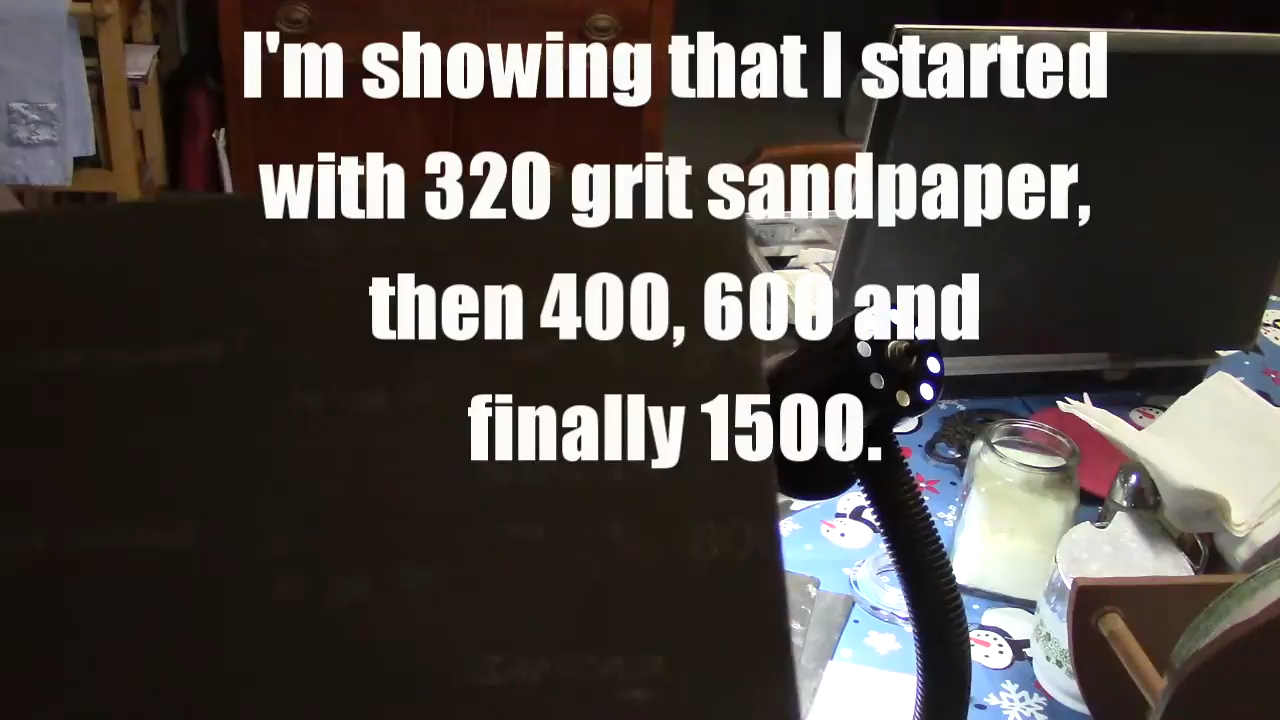 I'm showing that I started
with 320 grit sandpaper,
then 400, 600 and
finally 1500.